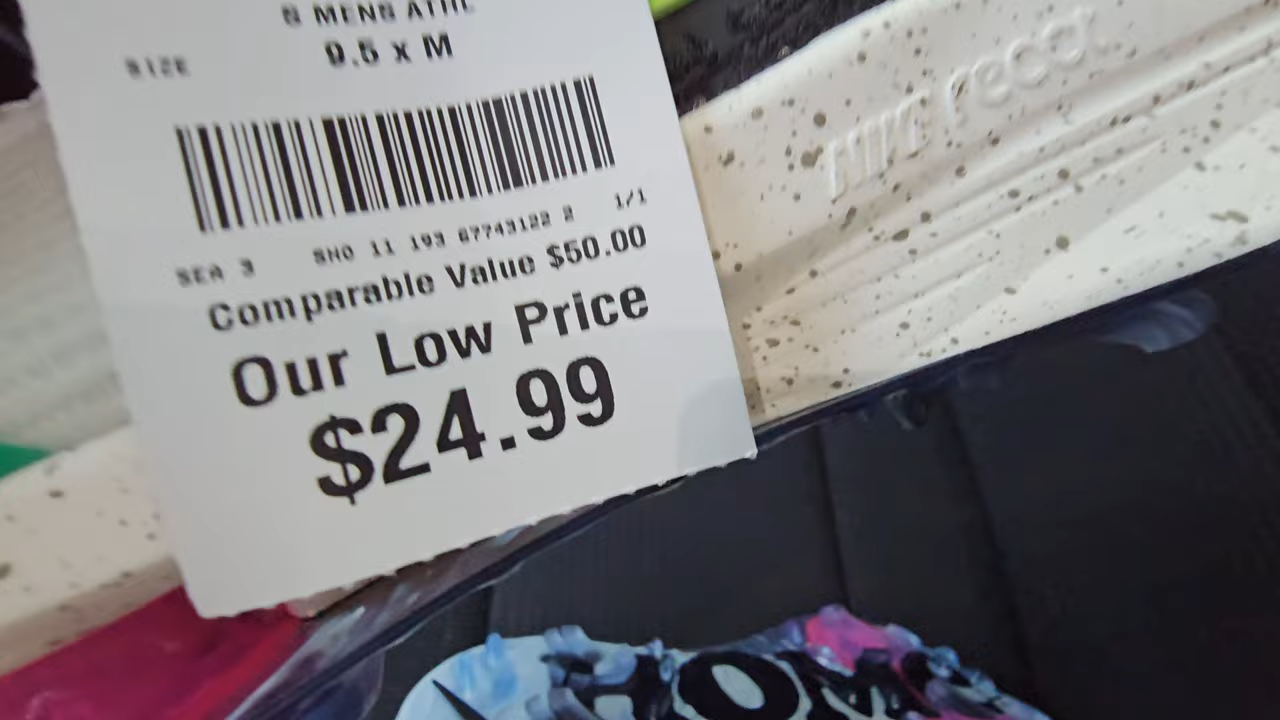 S MENS ATHL
SIZE 9.5 x M
SEA 3 SHO 11 193 67743122 2 1/1
Comparable Value $50.00
Our Low Price
$24.99
NIKE react
HOM